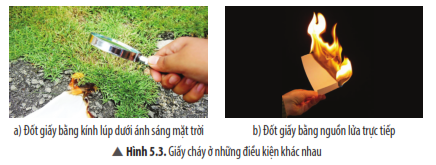 a) Đốt giấy bằng kính lúp dưới ánh sáng mặt trời
b) Đốt giấy bằng nguồn lửa trực tiếp
▲ Hình 5.3. Giấy cháy ở những điều kiện khác nhau